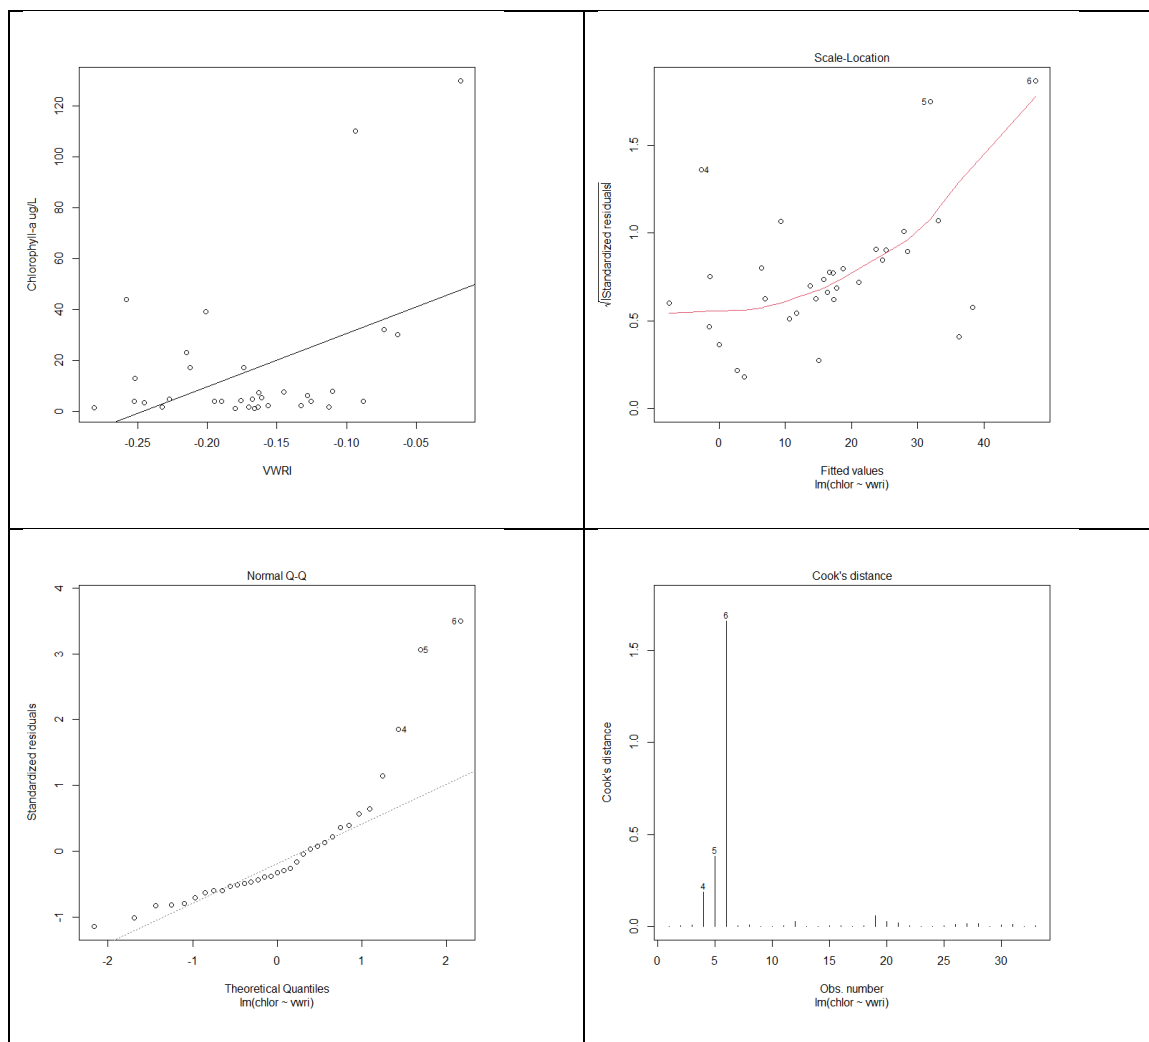 120
100
80
60
40
20
0
-0.25 -0.20 -0.15 -0.10 -0.05
Chlorophyll-a ug/L
VWRI
Scale-Location
1.5
1.0
0.5
0.0
0 10 20 30 40
√|Standardized residuals|
6
5
4
Fitted values
lm(chlor ~ vwri)
Normal Q-Q
4
3
2
1
0
-1
-2 -1 0 1 2
Standardized residuals
6
5
4
Theoretical Quantiles
lm(chlor ~ vwri)
Cook's distance
1.5
1.0
0.5
0.0
0 5 10 15 20 25 30
Cook's distance
6
5
4
Obs. number
lm(chlor ~ vwri)